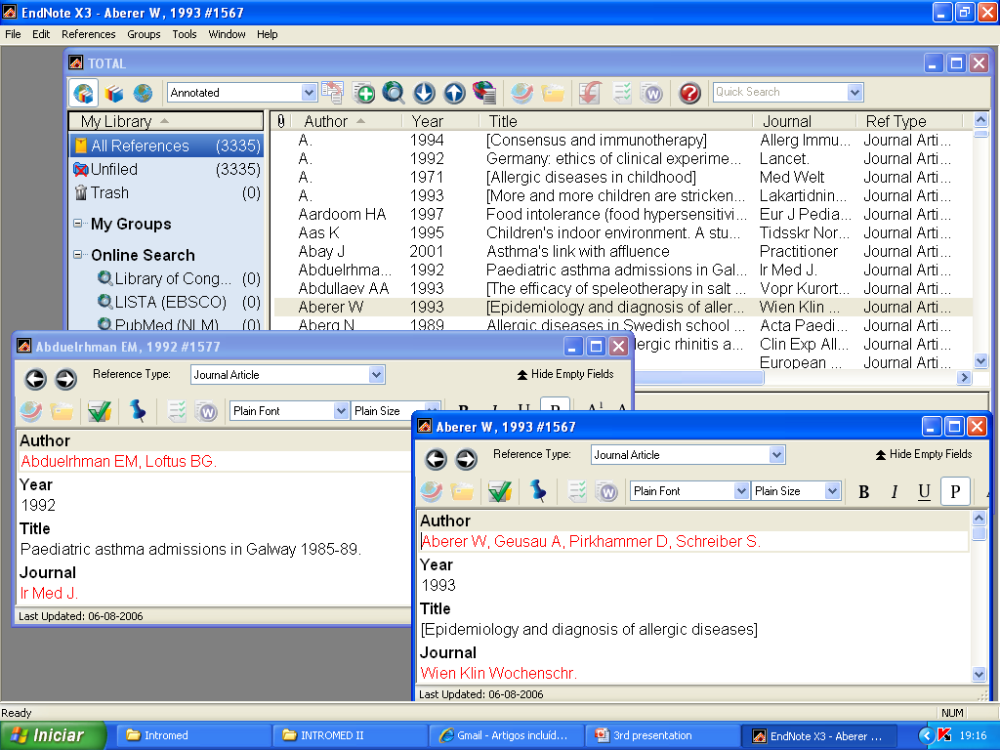 EndNote X3 - Aberer W, 1993 #1567
File Edit References Groups Tools Window Help
TOTAL
Annotated
Quick Search
My Library
All References (3335)
Unfiled (3335)
Trash (0)
My Groups
Online Search
Library of Cong... (0)
LISTA (EBSCO) (0)
PubMed (NLM) (0)
Author Year Title Journal Ref Type
A. 1994 [Consensus and immunotherapy] Allerg Immu... Journal Arti...
A. 1992 Germany: ethics of clinical experime... Lancet. Journal Arti...
A. 1971 [Allergic diseases in childhood] Med Welt Journal Arti...
A. 1993 [More and more children are stricken... Lakartidnin... Journal Arti...
Aardoom HA 1997 Food intolerance (food hypersensitivi... Eur J Pedia... Journal Arti...
Aas K 1995 Children's indoor environment. A stu... Tidsskr Nor... Journal Arti...
Abay J 2001 Asthma's link with affluence Practitioner Journal Arti...
Abduelrhma... 1992 Paediatric asthma admissions in Gal... Ir Med J. Journal Arti...
Abdullaev AA 1993 [The efficacy of speleotherapy in salt ... Vopr Kurort... Journal Arti...
Aberer W 1993 [Epidemiology and diagnosis of aller... Wien Klin ... Journal Arti...
Aberg N 1989 Allergic diseases in Swedish school ... Acta Paedi... Journal Arti...
lergic rhinitis a... Clin Exp All... Journal Arti...
European ... Journal Arti...
Abduelrhman EM, 1992 #1577
Reference Type: Journal Article Hide Empty Fields
Plain Font Plain Size
Author
Abduelrhman EM, Loftus BG.
Year
1992
Title
Paediatric asthma admissions in Galway 1985-89.
Journal
Ir Med J.
Last Updated: 06-08-2006
Aberer W, 1993 #1567
Reference Type: Journal Article Hide Empty Fields
Plain Font Plain Size B I U P
Author
Aberer W, Geusau A, Pirkhammer D, Schreiber S.
Year
1993
Title
[Epidemiology and diagnosis of allergic diseases]
Journal
Wien Klin Wochenschr.
Last Updated: 06-08-2006
Ready NUM
Iniciar Intromed INTROMED II Gmail - Artigos incluíd... 3rd presentation EndNote X3 - Aberer ... 19:16